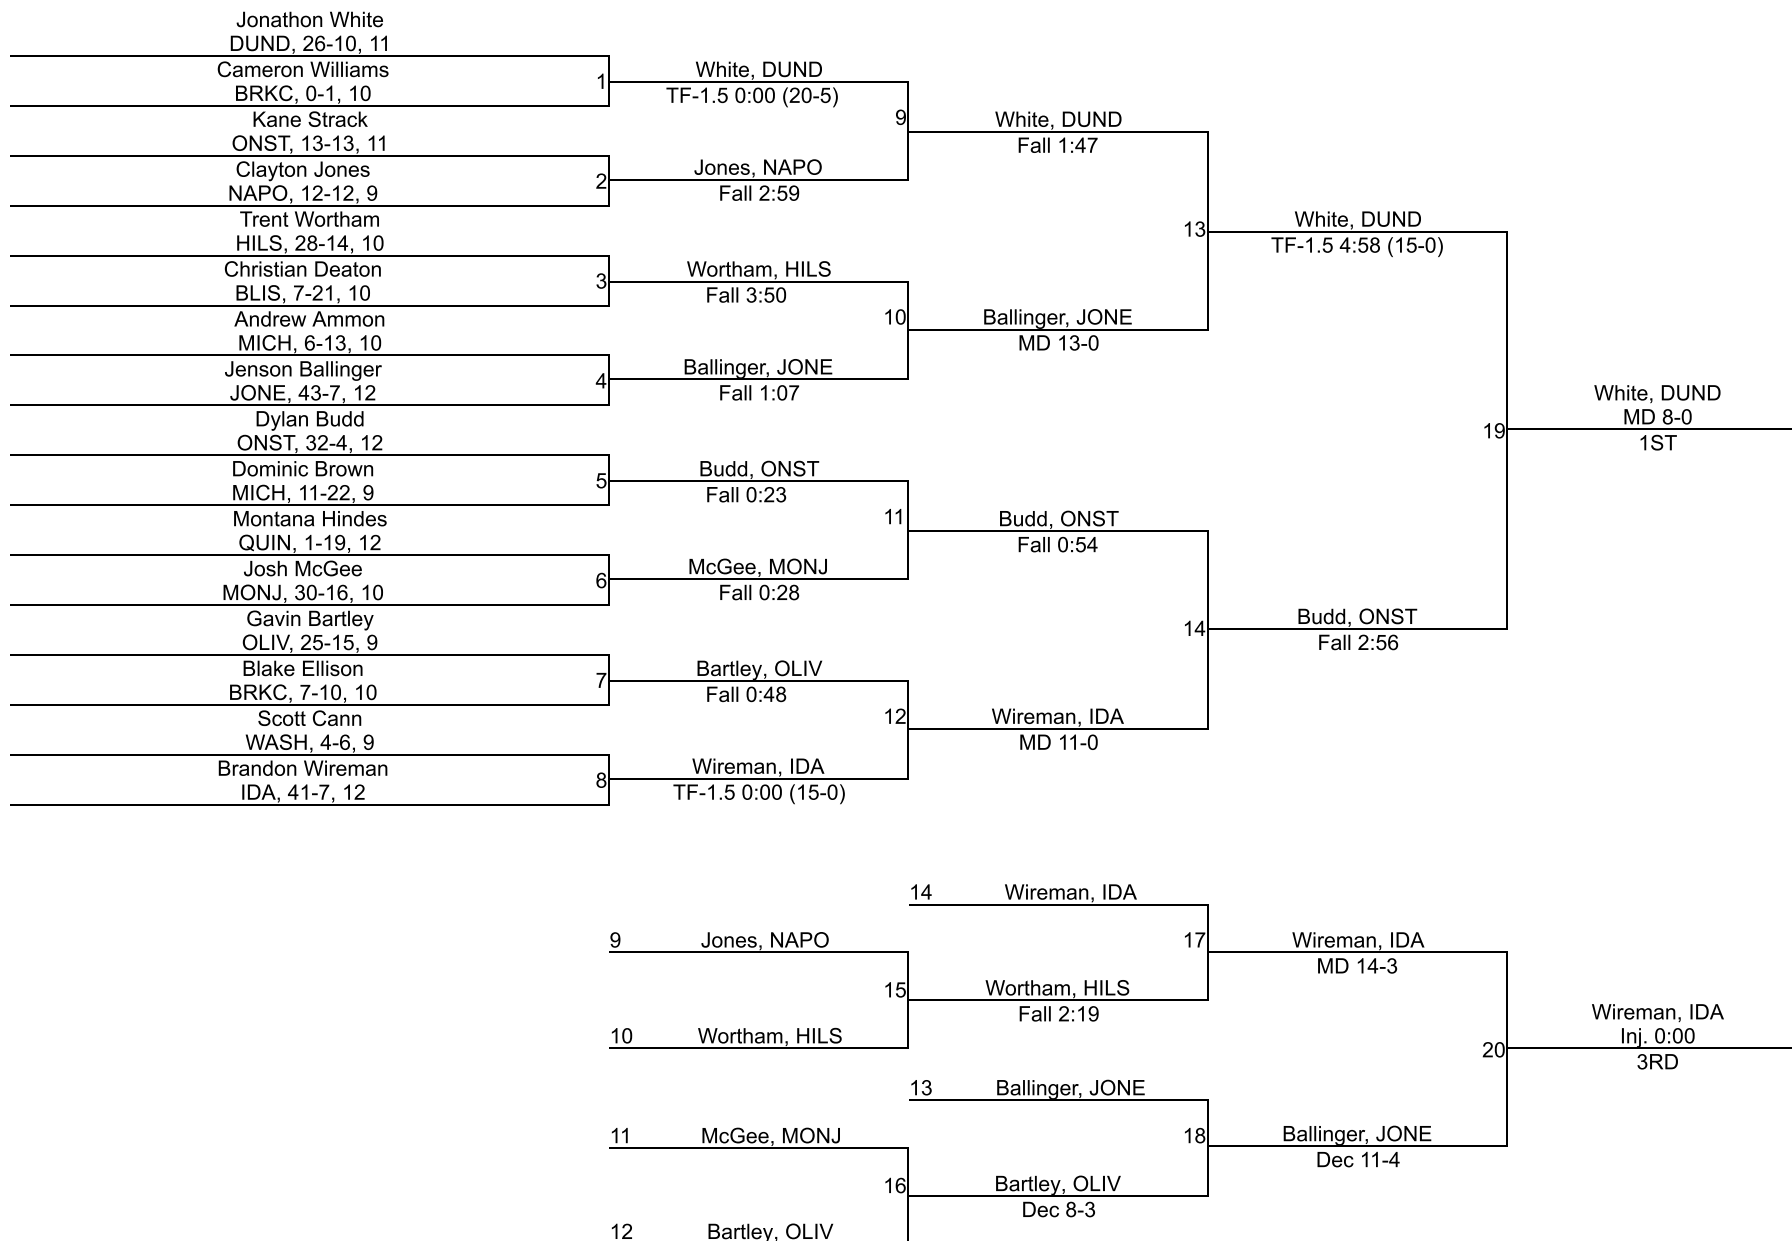 Jonathon White
DUND, 26-10, 11
Cameron Williams
BRKC, 0-1, 10
Kane Strack
ONST, 13-13, 11
Clayton Jones
NAPO, 12-12, 9
Trent Wortham
HILS, 28-14, 10
Christian Deaton
BLIS, 7-21, 10
Andrew Ammon
MICH, 6-13, 10
Jenson Ballinger
JONE, 43-7, 12
Dylan Budd
ONST, 32-4, 12
Dominic Brown
MICH, 11-22, 9
Montana Hindes
QUIN, 1-19, 12
Josh McGee
MONJ, 30-16, 10
Gavin Bartley
OLIV, 25-15, 9
Blake Ellison
BRKC, 7-10, 10
Scott Cann
WASH, 4-6, 9
Brandon Wireman
IDA, 41-7, 12
1
White, DUND
TF-1.5 0:00 (20-5)
2
Jones, NAPO
Fall 2:59
3
Wortham, HILS
Fall 3:50
4
Ballinger, JONE
Fall 1:07
5
Budd, ONST
Fall 0:23
6
McGee, MONJ
Fall 0:28
7
Bartley, OLIV
Fall 0:48
8
Wireman, IDA
TF-1.5 0:00 (15-0)
9
White, DUND
Fall 1:47
10
Ballinger, JONE
MD 13-0
11
Budd, ONST
Fall 0:54
12
Wireman, IDA
MD 11-0
13
White, DUND
TF-1.5 4:58 (15-0)
14
Budd, ONST
Fall 2:56
19
White, DUND
MD 8-0
1ST
9 Jones, NAPO
10 Wortham, HILS
11 McGee, MONJ
12 Bartley, OLIV
14 Wireman, IDA
15
Wortham, HILS
Fall 2:19
13 Ballinger, JONE
16
Bartley, OLIV
Dec 8-3
17
Wireman, IDA
MD 14-3
18
Ballinger, JONE
Dec 11-4
20
Wireman, IDA
Inj. 0:00
3RD